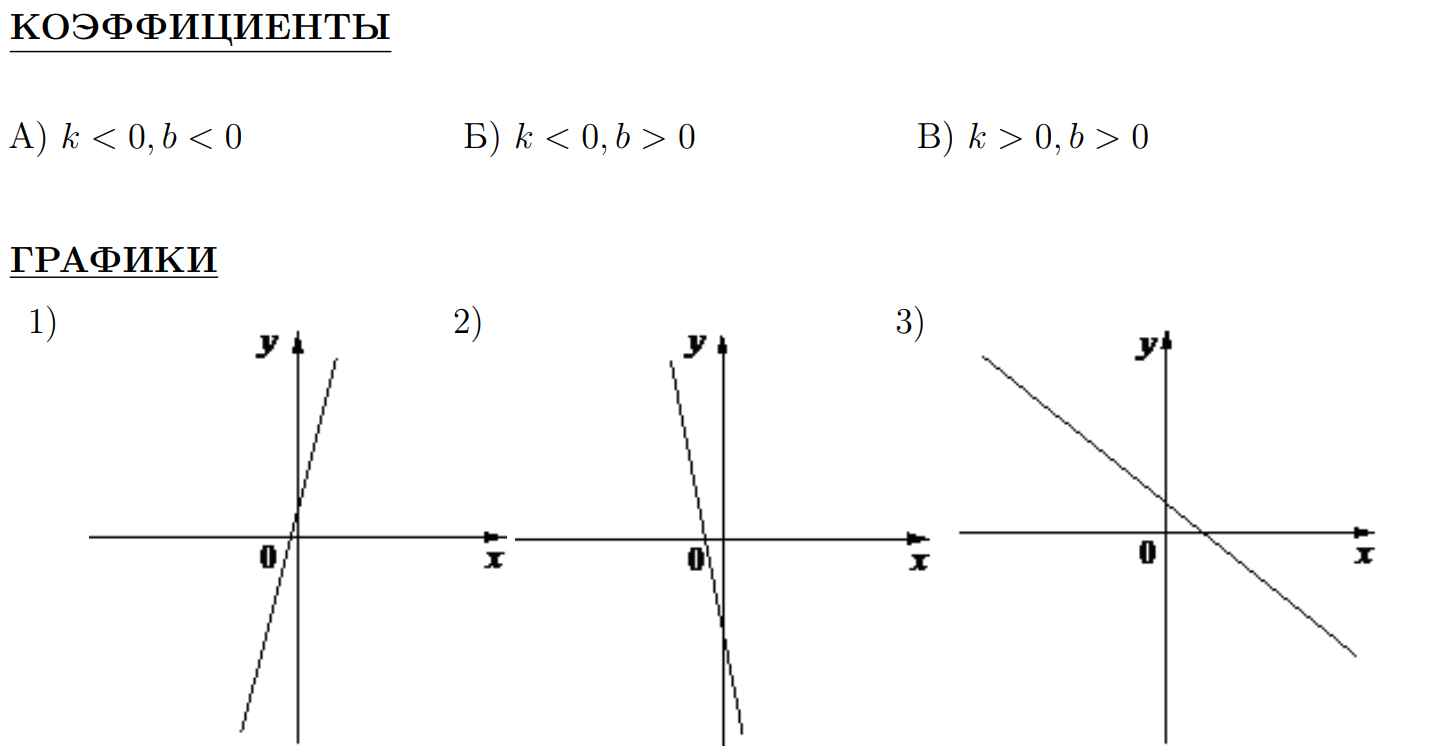 КОЭФФИЦИЕНТЫ
А) k < 0, b < 0 Б) k < 0, b > 0 В) k > 0, b > 0
ГРАФИКИ
1) 2) 3)
y y y
0 x 0 x 0 x